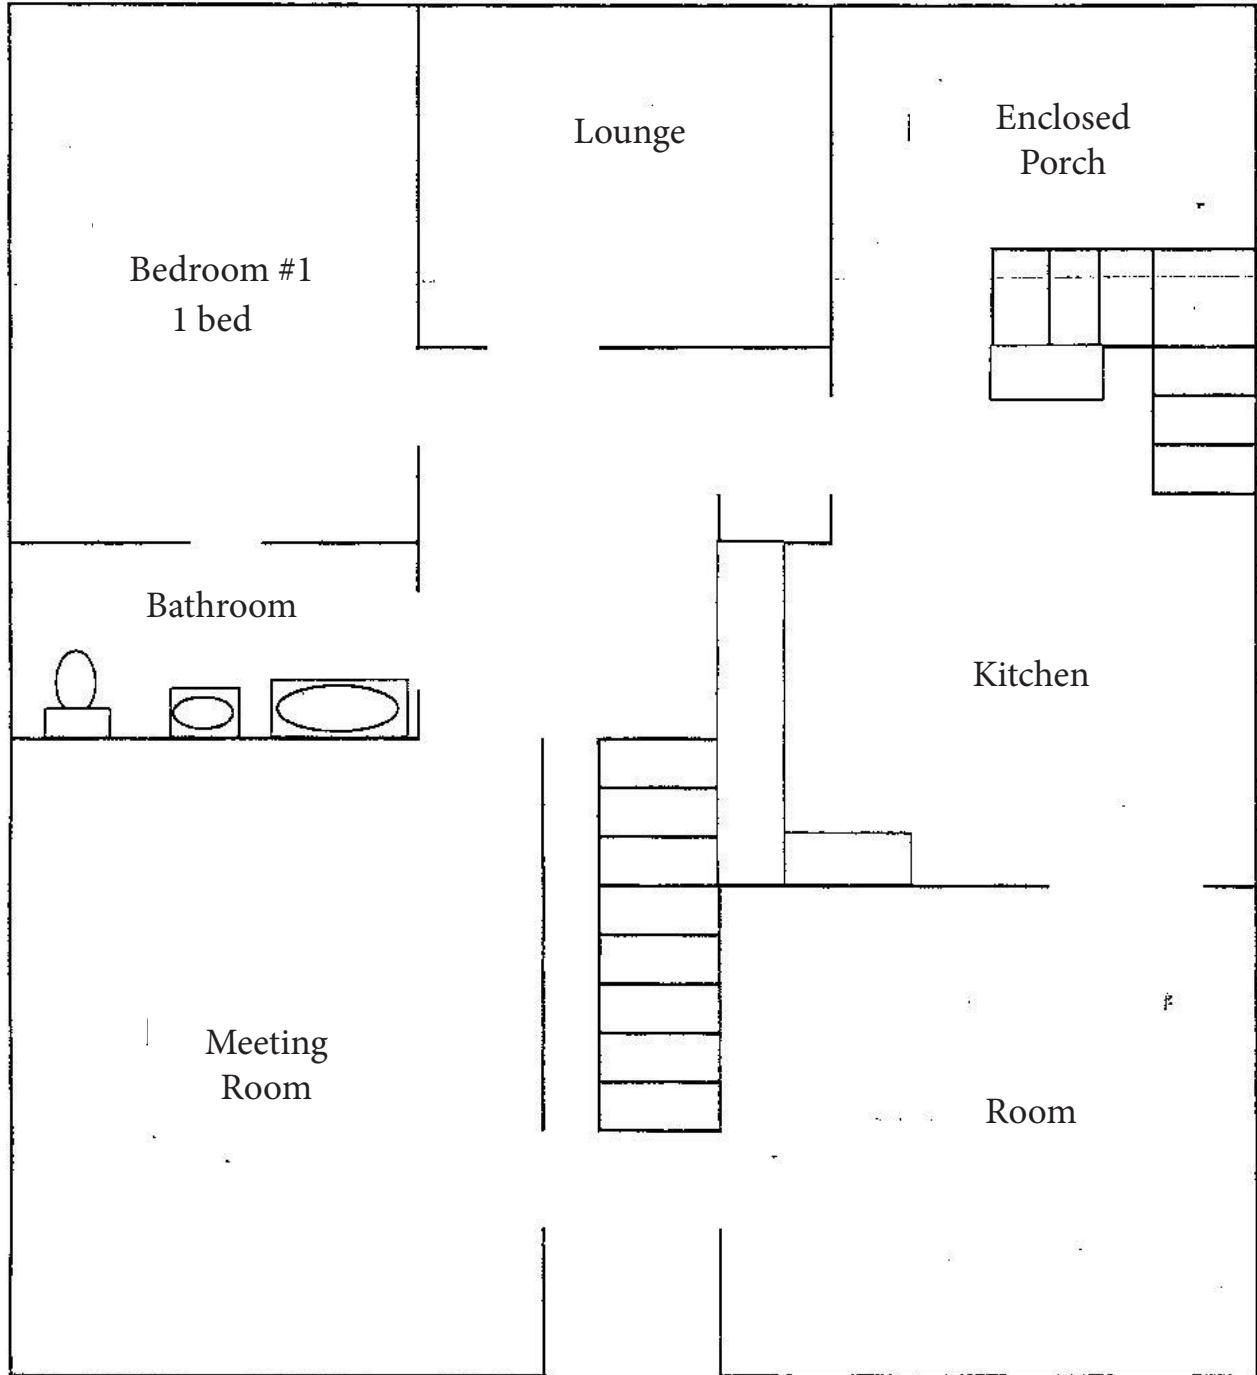 Lounge
Enclosed
Porch
Bedroom #1
1 bed
Bathroom
Kitchen
Meeting
Room
Room